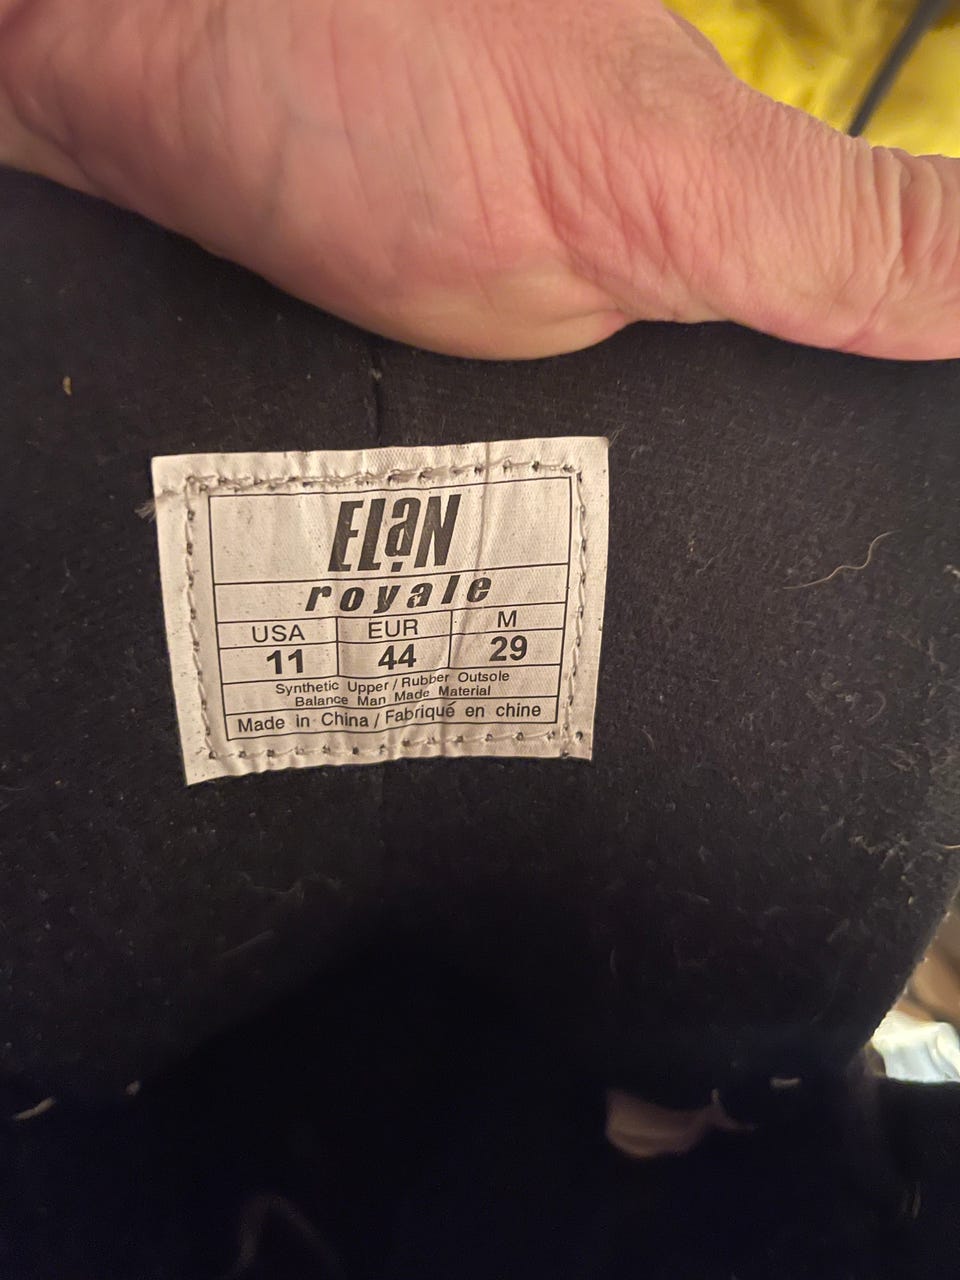 ELaN
royale
USA EUR M
11 44 29
Synthetic Upper / Rubber Outsole
Balance Man Made Material
Made in China / Fabriqué en chine